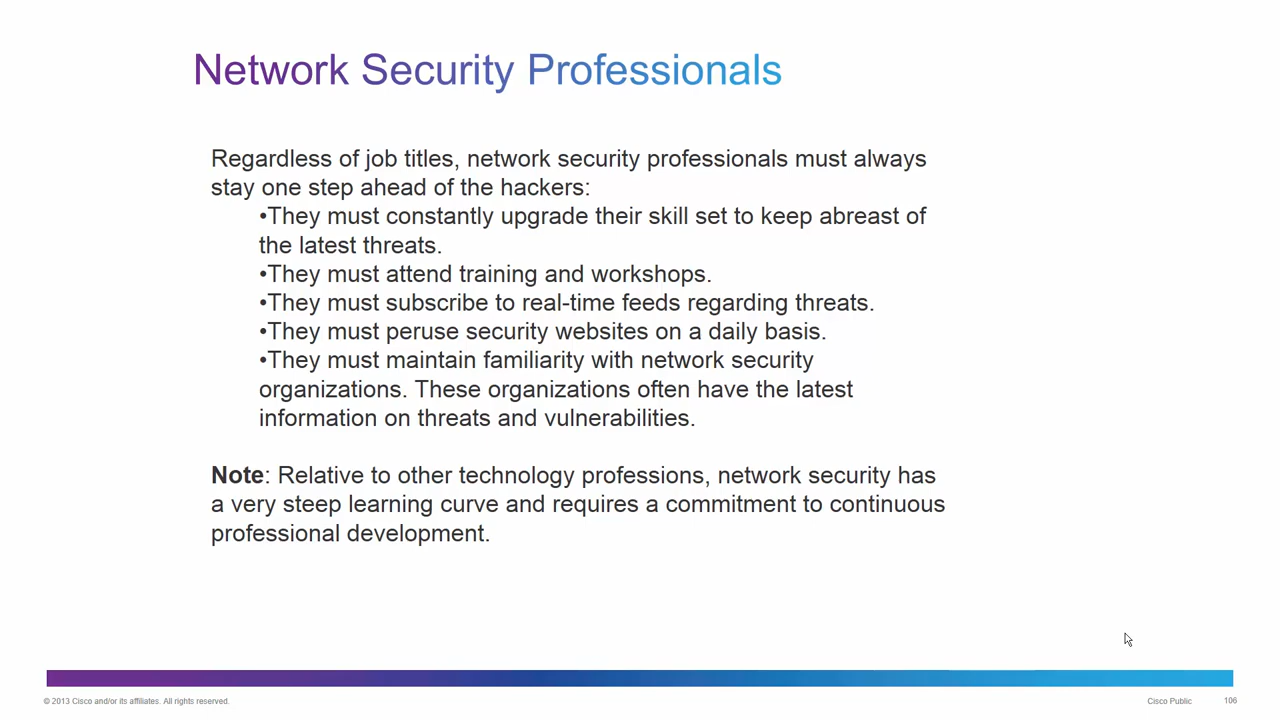 Network Security Professionals
Regardless of job titles, network security professionals must always
stay one step ahead of the hackers:
•They must constantly upgrade their skill set to keep abreast of
the latest threats.
•They must attend training and workshops.
•They must subscribe to real-time feeds regarding threats.
•They must peruse security websites on a daily basis.
•They must maintain familiarity with network security
organizations. These organizations often have the latest
information on threats and vulnerabilities.
Note: Relative to other technology professions, network security has
a very steep learning curve and requires a commitment to continuous
professional development.
© 2013 Cisco and/or its affiliates. All rights reserved.
Cisco Public
106